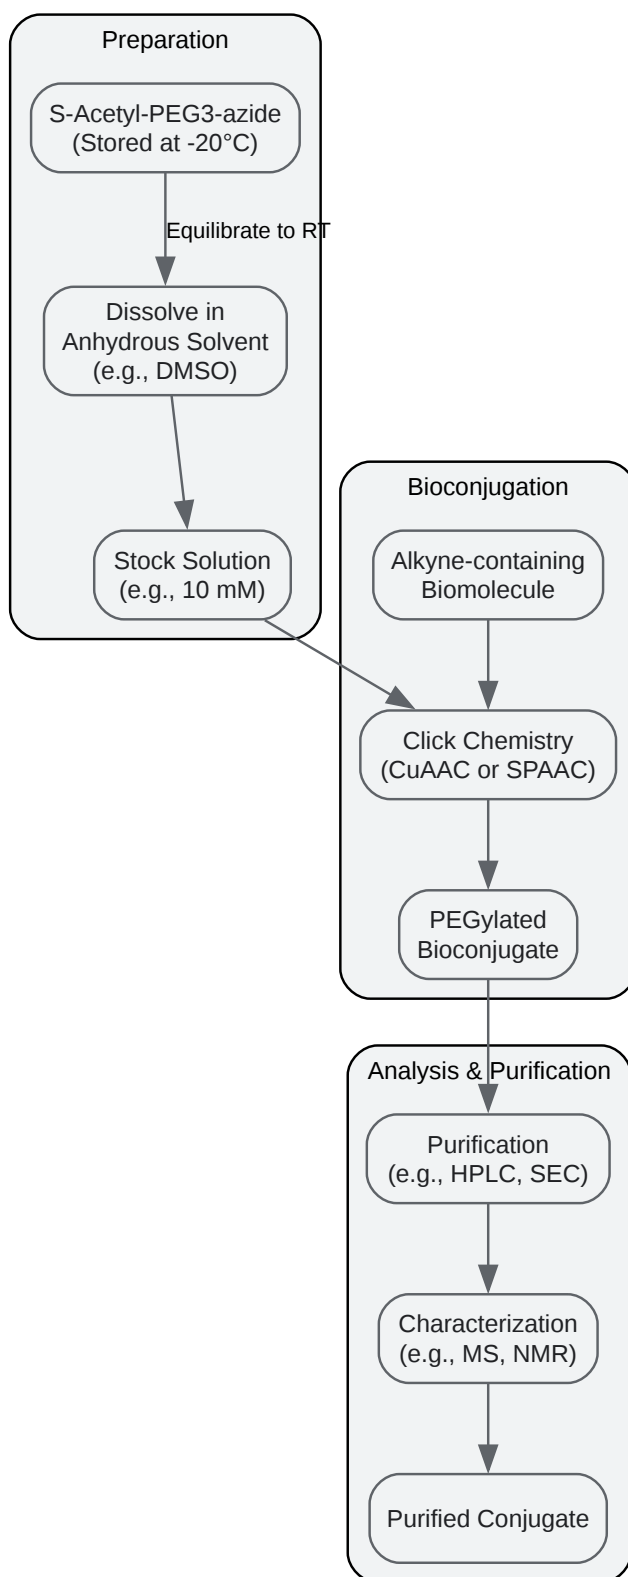 Preparation
S-Acetyl-PEG3-azide
(Stored at -20°C)
Equilibrate to RT
Dissolve in
Anhydrous Solvent
(e.g., DMSO)
Stock Solution
(e.g., 10 mM)
Bioconjugation
Alkyne-containing
Biomolecule
Click Chemistry
(CuAAC or SPAAC)
PEGylated
Bioconjugate
Analysis & Purification
Purification
(e.g., HPLC, SEC)
Characterization
(e.g., MS, NMR)
Purified Conjugate